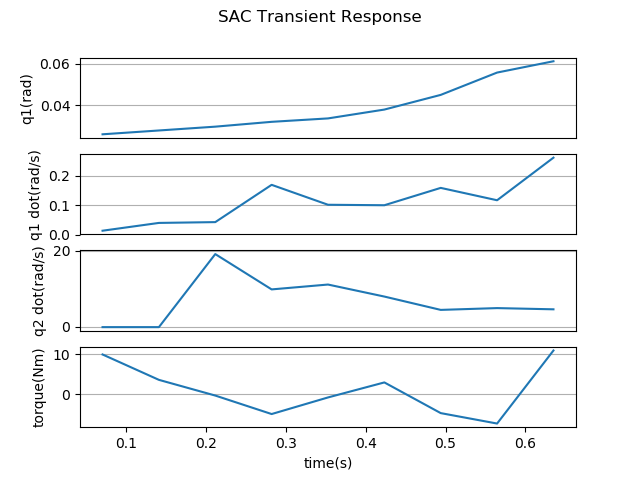 SAC Transient Response
0.06
0.04
q1(rad)
0.2
0.1
0.0
q1 dot(rad/s)
20
0
q2 dot(rad/s)
10
0
torque(Nm)
0.1 0.2 0.3 0.4 0.5 0.6
time(s)